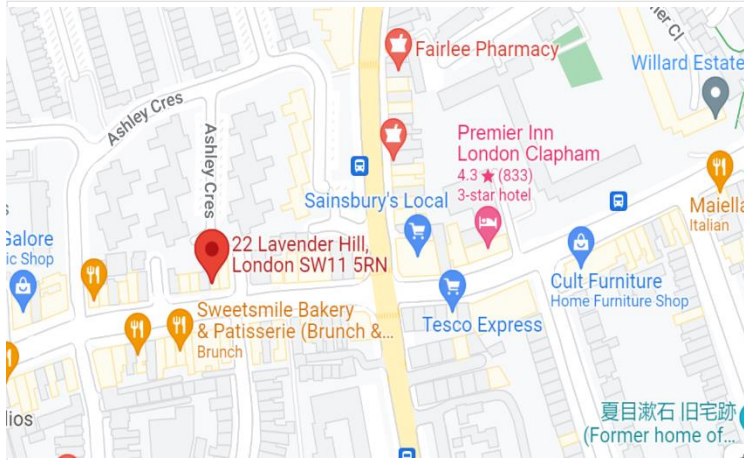 Fairlee Pharmacy
ner Cl
Willard Estate
Ashley Cres
Ashley Cres
Premier Inn
London Clapham
4.3 ★ (833)
3-star hotel
Sainsbury's Local
Maiella
Italian
s
Galore
ic Shop
22 Lavender Hill,
London SW11 5RN
Cult Furniture
Home Furniture Shop
Sweetsmile Bakery
& Patisserie (Brunch &...
Brunch
Tesco Express
lios
夏目漱石 旧宅跡
(Former home of...